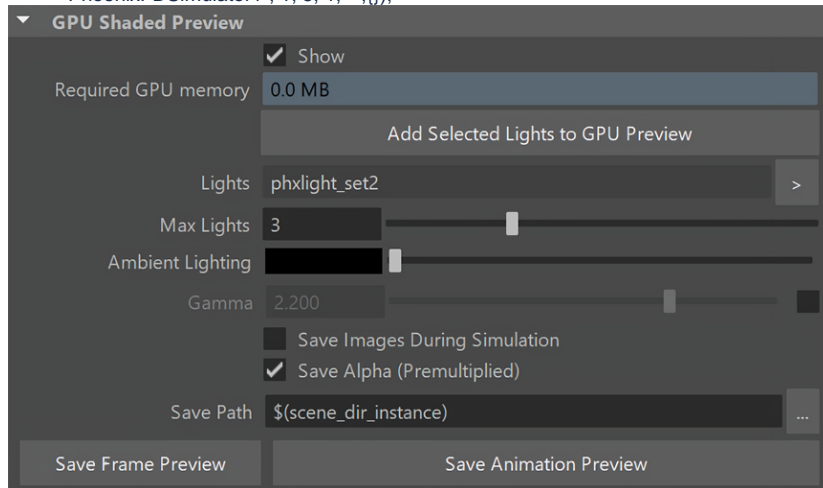 GPU Shaded Preview
Show
Required GPU memory 0.0 MB
Add Selected Lights to GPU Preview
Lights phxlight_set2 >
Max Lights 3
Ambient Lighting
Gamma 2.200
Save Images During Simulation
Save Alpha (Premultiplied)
Save Path $(scene_dir_instance) ...
Save Frame Preview Save Animation Preview